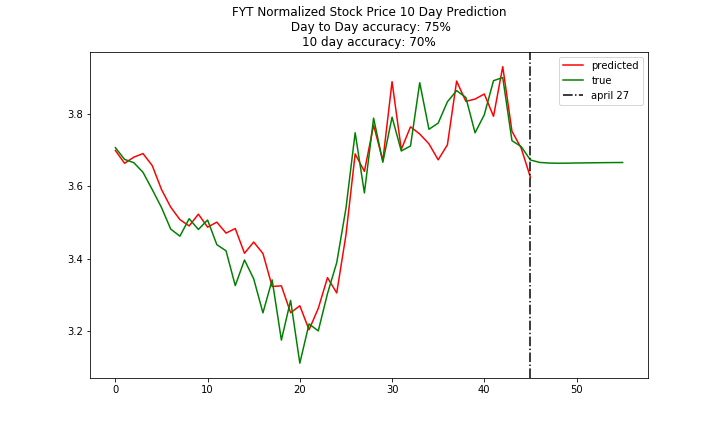 FYT Normalized Stock Price 10 Day Prediction
Day to Day accuracy: 75%
10 day accuracy: 70%
predicted
true
april 27
3.8
3.6
3.4
3.2
0
10
20
30
40
50